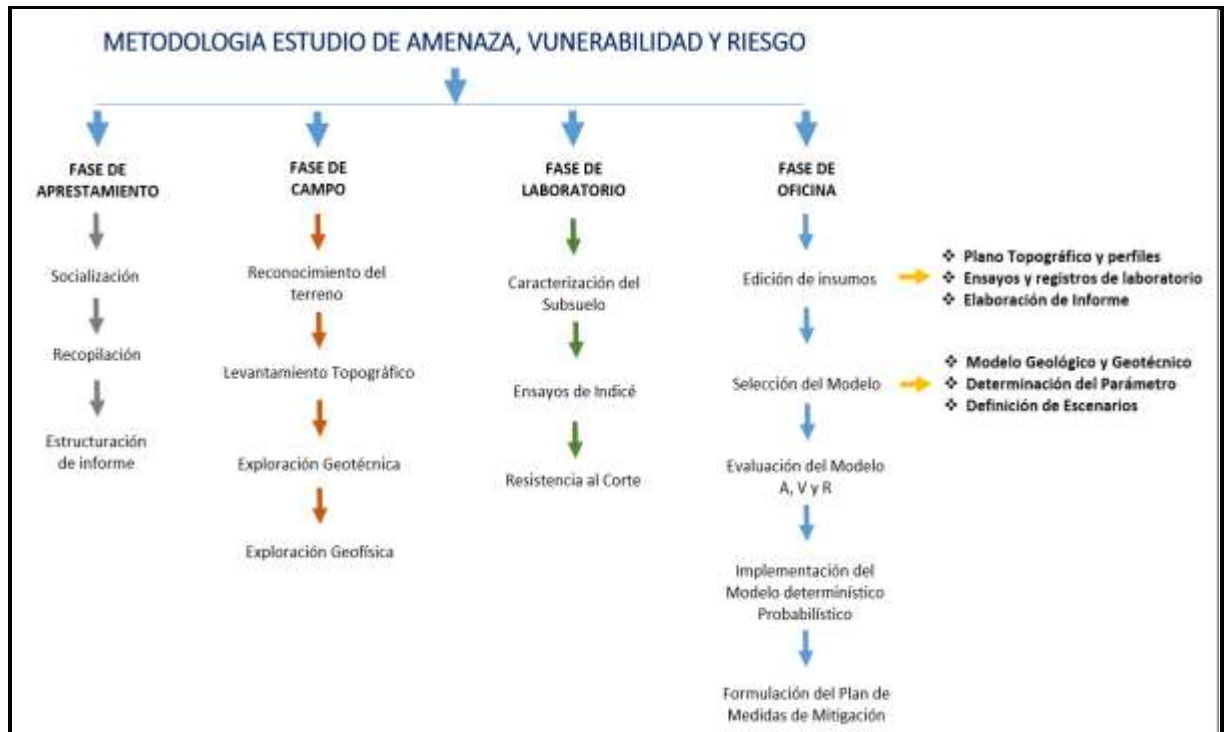 METODOLOGIA ESTUDIO DE AMENAZA, VUNERABILIDAD Y RIESGO
FASE DE
APRESTAMIENTO
Socialización
Recopilación
Estructuración
de informe
FASE DE
CAMPO
Reconocimiento del
terreno
Levantamiento Topográfico
Exploración Geotécnica
Exploración Geofísica
FASE DE
LABORATORIO
Caracterización del
Subsuelo
Ensayos de Indicé
Resistencia al Corte
FASE DE
OFICINA
Edición de insumos
❖ Plano Topográfico y perfiles
❖ Ensayos y registros de laboratorio
❖ Elaboración de Informe
Selección del Modelo
❖ Modelo Geológico y Geotécnico
❖ Determinación del Parámetro
❖ Definición de Escenarios
Evaluación del Modelo
A, V y R
Implementación del
Modelo determinístico
Probabilístico
Formulación del Plan de
Medidas de Mitigación